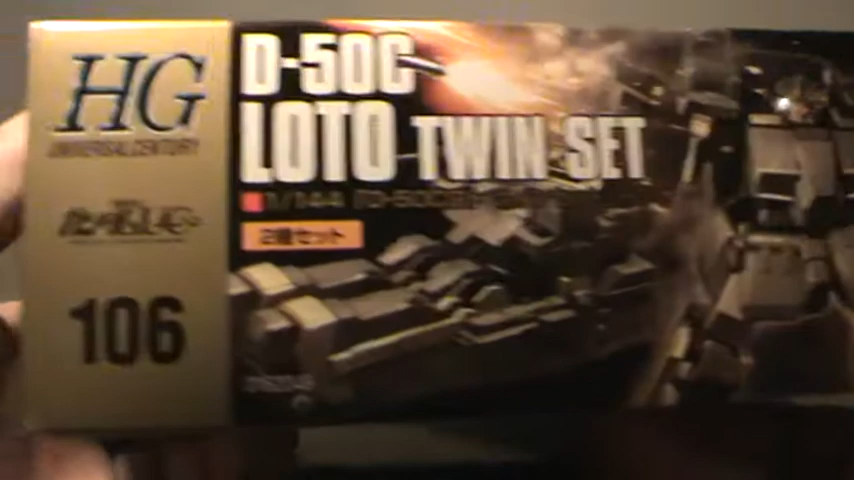 HG
UNIVERSAL CENTURY
106
D-50C
LOTO TWIN SET
1/144
2機セット